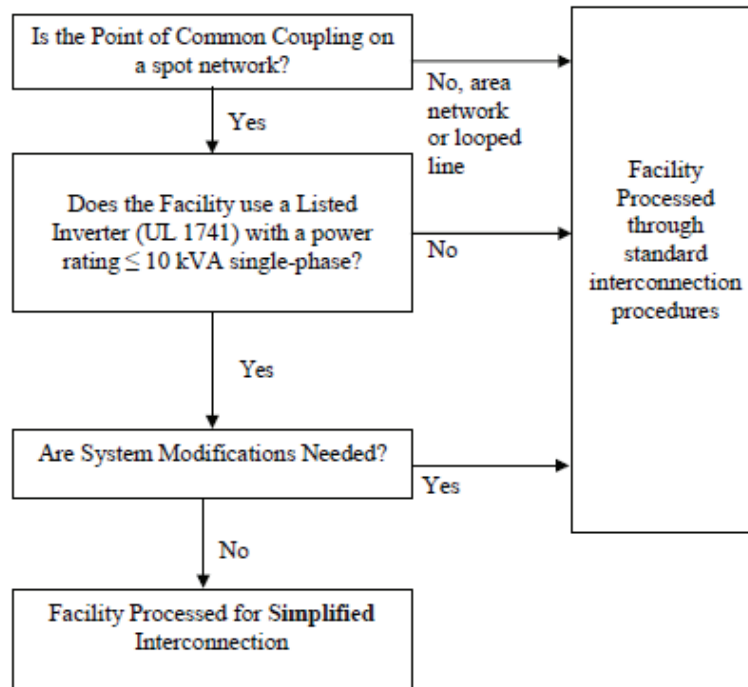 Is the Point of Common Coupling on
a spot network?
No, area
network
or looped
line
Yes
Does the Facility use a Listed
Inverter (UL 1741) with a power
rating ≤ 10 kVA single-phase?
No
Facility
Processed
through
standard
interconnection
procedures
Yes
Are System Modifications Needed?
Yes
No
Facility Processed for Simplified
Interconnection